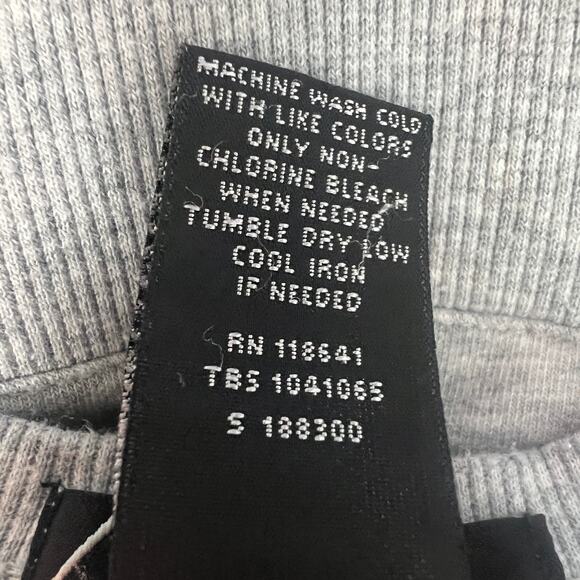 MACHINE WASH COLD
WITH LIKE COLORS
ONLY NON-
CHLORINE BLEACH
WHEN NEEDED
TUMBLE DRY LOW
COOL IRON
IF NEEDED
RN 118641
TBS 1041065
S 188300